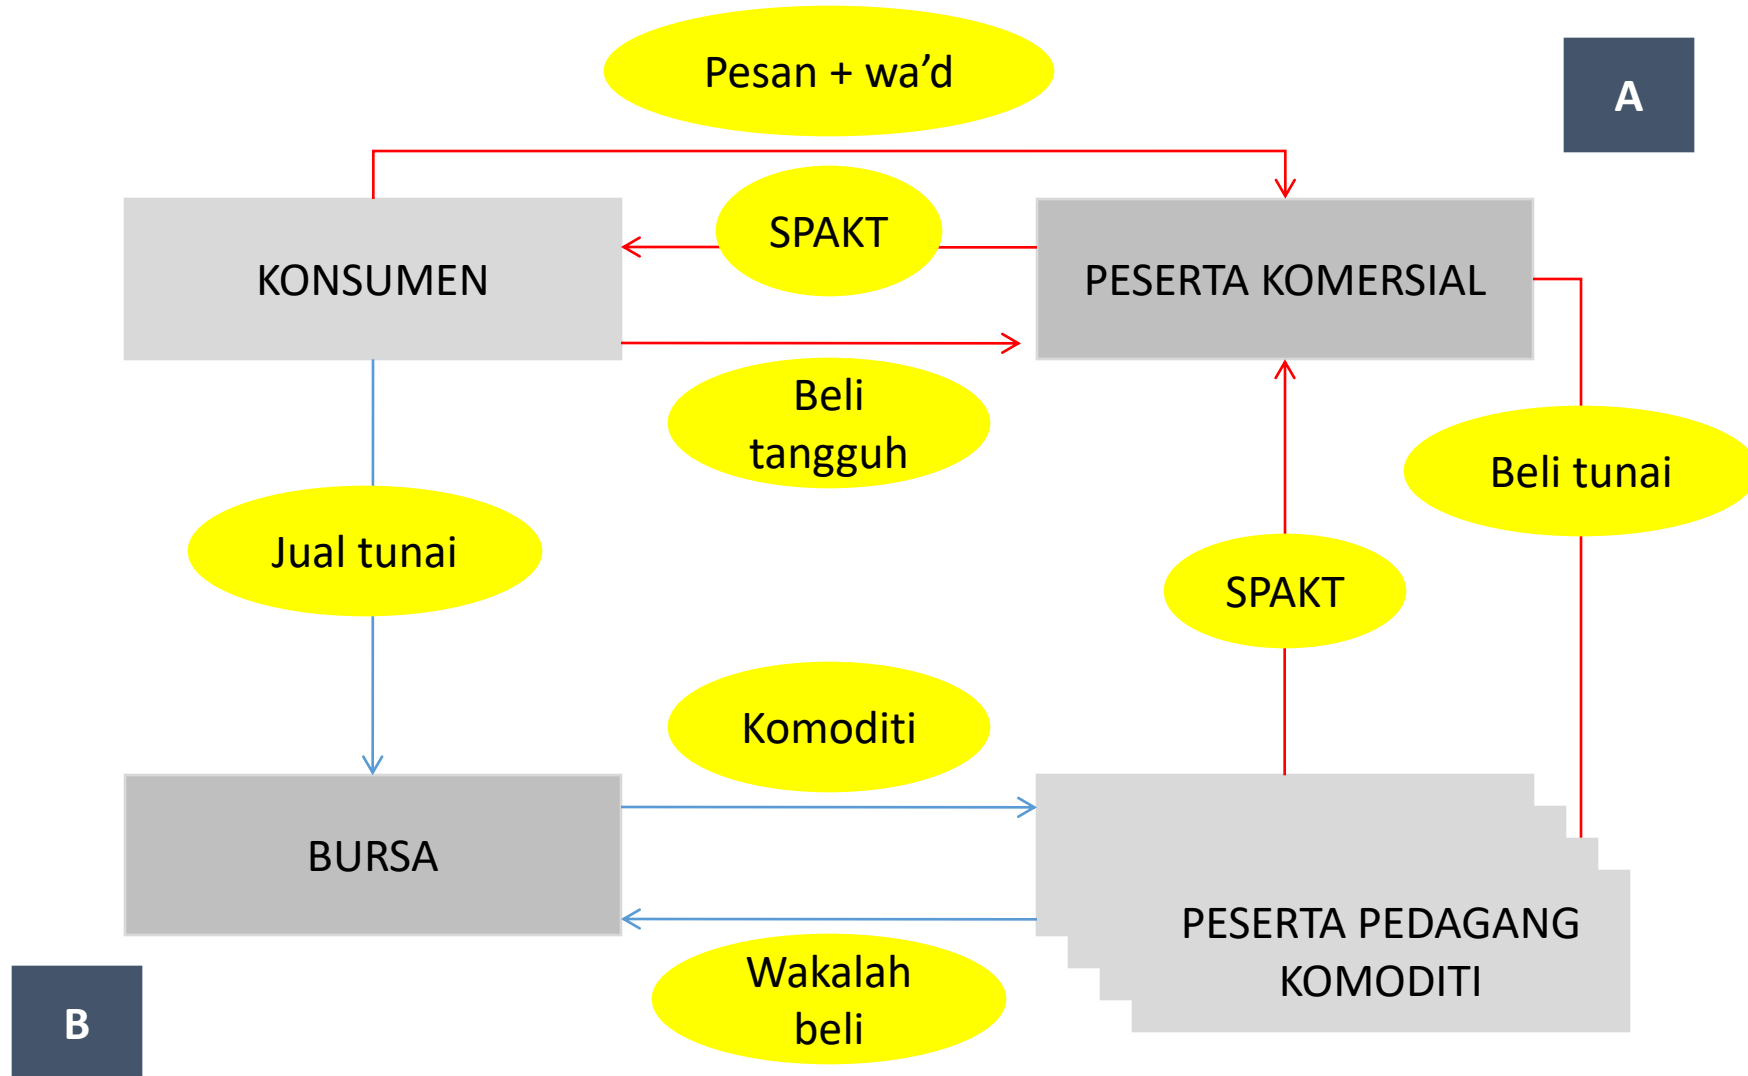 Pesan + wa’d
A
SPAKT
KONSUMEN
PESERTA KOMERSIAL
Beli
tangguh
Beli tunai
Jual tunai
SPAKT
Komoditi
BURSA
PESERTA PEDAGANG
KOMODITI
Wakalah
beli
B